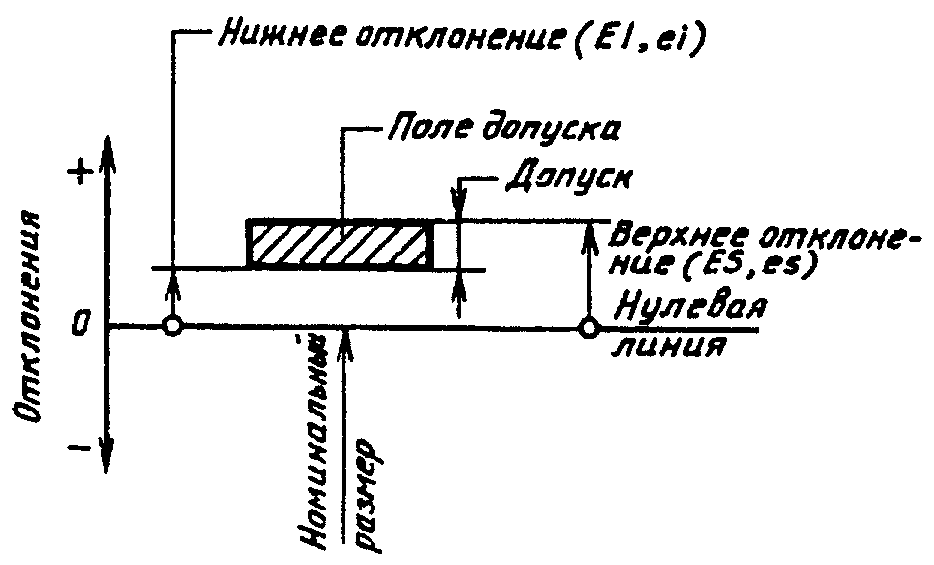 Нижнее отклонение (EI, ei)
Поле допуска
Допуск
+
Верхнее отклоне-
ние (ES, es)
Отклонения
0
Нулевая
линия
−
Номинальный
размер